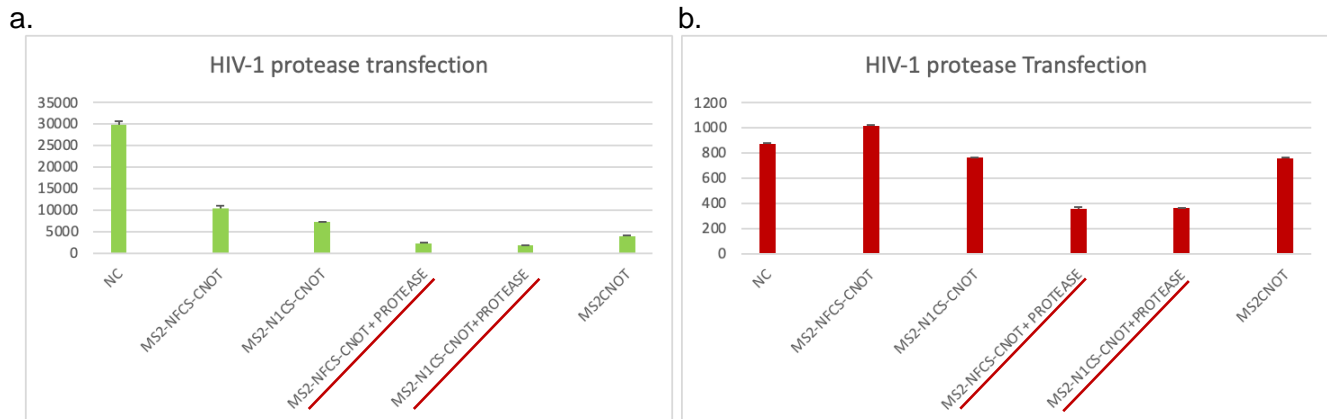 a.
HIV-1 protease transfection
35000
30000
25000
20000
15000
10000
5000
0
NC
MS2-NFCS-CNOT
MS2-N1CS-CNOT
MS2-NFCS-CNOT+ PROTEASE
MS2-N1CS-CNOT+PROTEASE
MS2CNOT
b.
HIV-1 protease Transfection
1200
1000
800
600
400
200
0
NC
MS2-NFCS-CNOT
MS2-N1CS-CNOT
MS2-NFCS-CNOT+ PROTEASE
MS2-N1CS-CNOT+PROTEASE
MS2CNOT